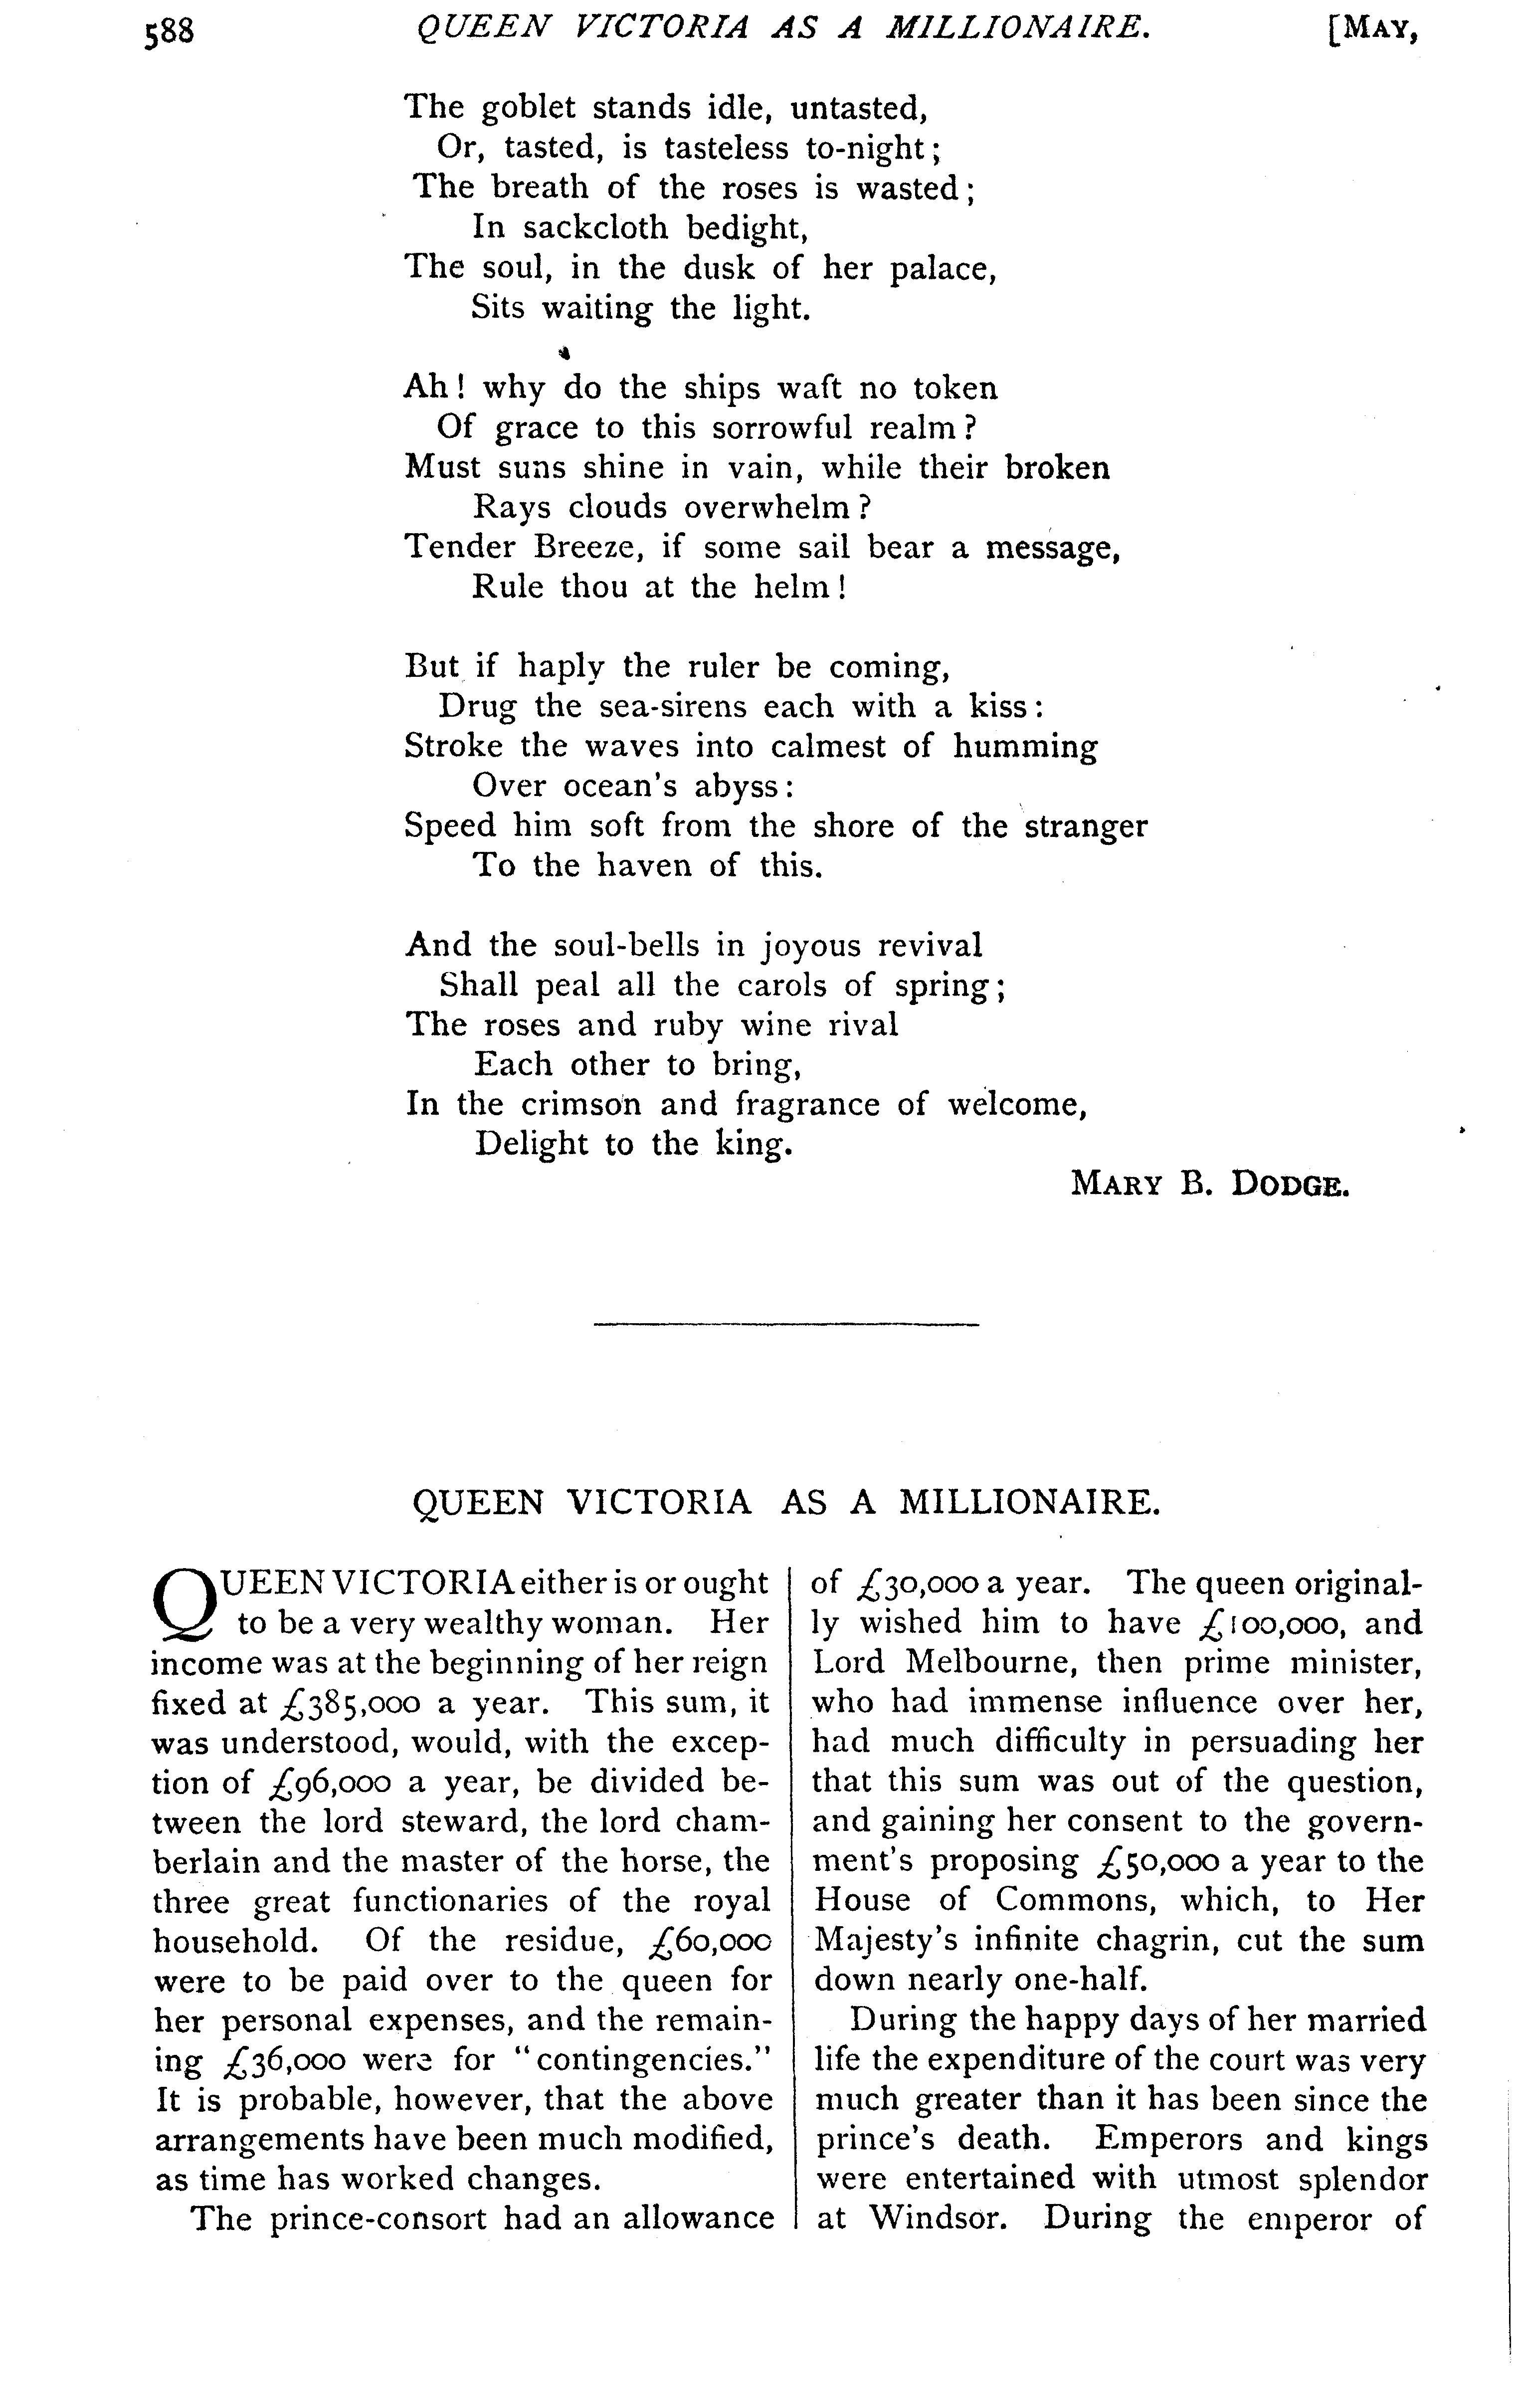 588 QUEEN VICTORIA AS A MILLIONAIRE. [MAY,
The goblet stands idle, untasted,
Or, tasted, is tasteless to-night;
The breath of the roses is wasted;
In sackcloth bedight,
The soul, in the dusk of her palace,
Sits waiting the light.
Ah! why do the ships waft no token
Of grace to this sorrowful realm?
Must suns shine in vain, while their broken
Rays clouds overwhelm?
Tender Breeze, if some sail bear a message,
Rule thou at the helm!
But if haply the ruler be coming,
Drug the sea-sirens each with a kiss:
Stroke the waves into calmest of humming
Over ocean's abyss:
Speed him soft from the shore of the stranger
To the haven of this.
And the soul-bells in joyous revival
Shall peal all the carols of spring;
The roses and ruby wine rival
Each other to bring,
In the crimson and fragrance of welcome,
Delight to the king.
MARY B. DODGE.
QUEEN VICTORIA AS A MILLIONAIRE.
QUEEN VICTORIA either is or ought
to be a very wealthy woman. Her
income was at the beginning of her reign
fixed at £385,000 a year. This sum, it
was understood, would, with the excep-
tion of £96,000 a year, be divided be-
tween the lord steward, the lord cham-
berlain and the master of the horse, the
three great functionaries of the royal
household. Of the residue, £60,000
were to be paid over to the queen for
her personal expenses, and the remain-
ing £36,000 were for "contingencies."
It is probable, however, that the above
arrangements have been much modified,
as time has worked changes.
The prince-consort had an allowance
of £30,000 a year. The queen original-
ly wished him to have £100,000, and
Lord Melbourne, then prime minister,
who had immense influence over her,
had much difficulty in persuading her
that this sum was out of the question,
and gaining her consent to the govern-
ment's proposing £50,000 a year to the
House of Commons, which, to Her
Majesty's infinite chagrin, cut the sum
down nearly one-half.
During the happy days of her married
life the expenditure of the court was very
much greater than it has been since the
prince's death. Emperors and kings
were entertained with utmost splendor
at Windsor. During the emperor of